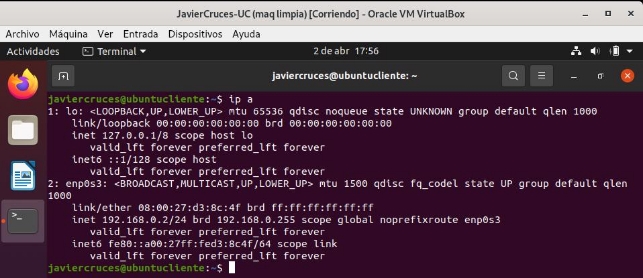 JavierCruces-UC (maq limpia) [Corriendo] - Oracle VM VirtualBox
Archivo Máquina Ver Entrada Dispositivos Ayuda
Actividades Terminal 2 de abr 17:56
javiercruces@ubuntucliente: ~
javiercruces@ubuntucliente:~$ ip a
1: lo: <LOOPBACK,UP,LOWER_UP> mtu 65536 qdisc noqueue state UNKNOWN group default qlen 1000
link/loopback 00:00:00:00:00:00 brd 00:00:00:00:00:00
inet 127.0.0.1/8 scope host lo
valid_lft forever preferred_lft forever
inet6 ::1/128 scope host
valid_lft forever preferred_lft forever
2: enp0s3: <BROADCAST,MULTICAST,UP,LOWER_UP> mtu 1500 qdisc fq_codel state UP group default qlen
1000
link/ether 08:00:27:d3:8c:4f brd ff:ff:ff:ff:ff:ff
inet 192.168.0.2/24 brd 192.168.0.255 scope global noprefixroute enp0s3
valid_lft forever preferred_lft forever
inet6 fe80::a00:27ff:fed3:8c4f/64 scope link
valid_lft forever preferred_lft forever
javiercruces@ubuntucliente:~$